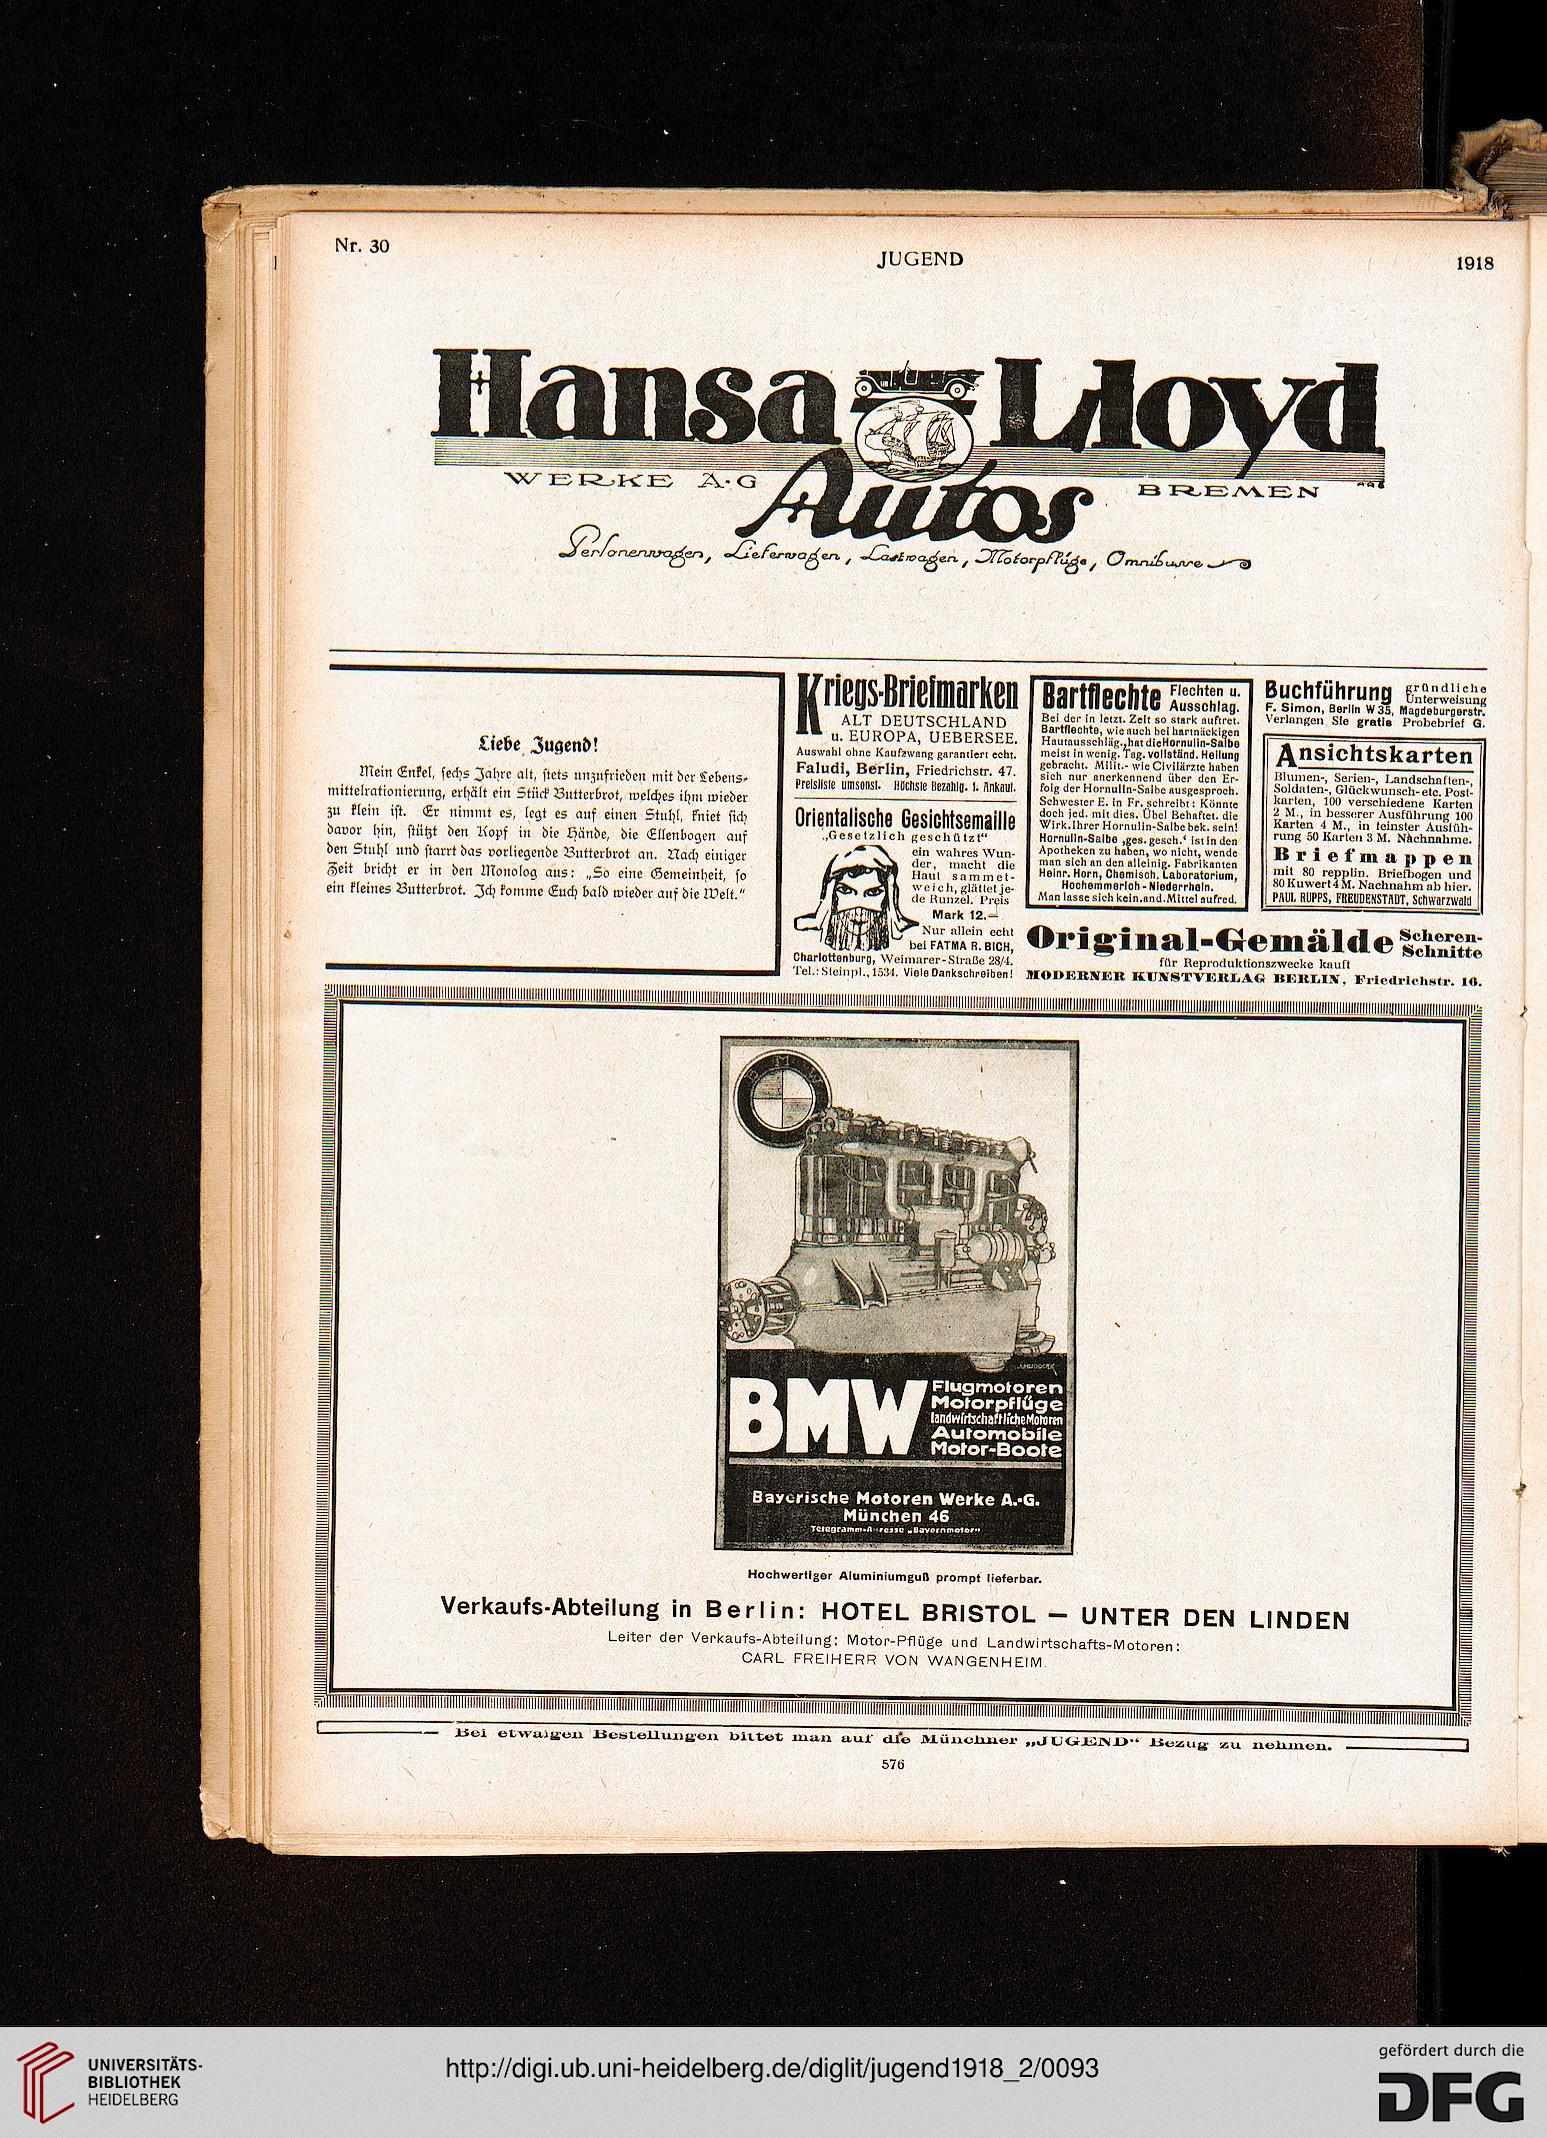 Nr. 30
JUGEND
1918
Hansa Lloyd
WERKE A·G
BREMEN
Autos
Personenwagen, Lieferwagen, Lastwagen, Motorpflüge, Omnibusse
Liebe Jugend!
Mein Enkel, sechs Jahre alt, stets unzufrieden mit der Lebens-
mittelrationierung, erhält ein Stück Butterbrot, welches ihm wieder
zu klein ist. Er nimmt es, legt es auf einen Stuhl, kniet sich
davor hin, stützt den Kopf in die Hände, die Ellenbogen auf
den Stuhl und starrt das vorliegende Butterbrot an. Nach einiger
Zeit bricht er in den Monolog aus: „So eine Gemeinheit, so
ein kleines Butterbrot. Ich komme Euch bald wieder auf die Welt."
Kriegs-Briefmarken
ALT DEUTSCHLAND
u. EUROPA, UEBERSEE.
Auswahl ohne Kaufzwang garantiert echt.
Faludi, Berlin, Friedrichstr. 47.
Preisliste umsonst. Höchste Bezahlg. f. Ankauf.
Orientalische Gesichtsemaille
„Gesetzlich geschützt"
ein wahres Wun-
der, macht die
Haut sammet-
weich, glättet je-
de Runzel. Preis
Mark 12.—
Nur allein echt
bei FATMA R. BICH,
Charlottenburg, Weimarer-Straße 28/4.
Tel.: Steinpl., 1534. Viele Dankschreiben!
Bartflechte Flechten u.
Ausschlag.
Bei der in letzt. Zeit so stark auftret.
Bartflechte, wie auch bei hartnäckigen
Hautausschläg., hat die Hornulin-Salbe
meist in wenig. Tag. vollständ. Heilung
gebracht. Milit.- wie Civilärzte haben
sich nur anerkennend über den Er-
folg der Hornulin-Salbe ausgesproch.
Schwester E. in Fr. schreibt: Könnte
doch jed. mit dies. Übel Behaftet. die
Wirk. Ihrer Hornulin-Salbe bek. sein!
Hornulin-Salbe ‚ges. gesch.‘ ist in den
Apotheken zu haben, wo nicht, wende
man sich an den alleinig. Fabrikanten
Heinr. Horn, Chemisch. Laboratorium,
Hochemmerich - Niederrhein.
Man lasse sich kein. and. Mittel aufred.
Buchführung gründliche
Unterweisung
F. Simon, Berlin W 35, Magdeburgerstr.
Verlangen Sie gratis Probebrief G.
Ansichtskarten
Blumen-, Serien-, Landschaften-,
Soldaten-, Glückwunsch- etc. Post-
karten, 100 verschiedene Karten
2 M., in besserer Ausführung 100
Karten 4 M., in feinster Ausfüh-
rung 50 Karten 3 M. Nachnahme.
Briefmappen
mit 80 repplin. Briefbogen und
80 Kuwert 4 M. Nachnahm ab hier.
PAUL RUPPS, FREUDENSTADT, Schwarzwald
Original-Gemälde Scheren-
Schnitte
für Reproduktionszwecke kauft
MODERNER KUNSTVERLAG BERLIN, Friedrichstr. 16.
BMW
BMW
Flugmotoren
Motorpflüge
landwirtschaftliche Motoren
Automobile
Motor-Boote
Bayerische Motoren Werke A.-G.
München 46
Telegramm-Adresse „Bayernmotor"
Hochwertiger Aluminiumguß prompt lieferbar.
Verkaufs-Abteilung in Berlin: HOTEL BRISTOL — UNTER DEN LINDEN
Leiter der Verkaufs-Abteilung: Motor-Pflüge und Landwirtschafts-Motoren:
CARL FREIHERR VON WANGENHEIM.
Bei etwaigen Bestellungen bittet man auf die Münchner „JUGEND" Bezug zu nehmen.
576
UNIVERSITÄTS-
BIBLIOTHEK
HEIDELBERG
http://digi.ub.uni-heidelberg.de/diglit/jugend1918_2/0093
gefördert durch die
DFG